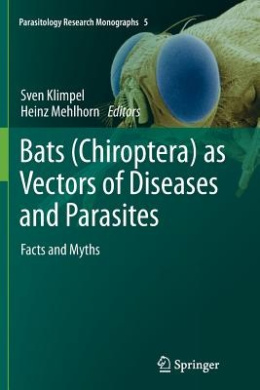 Parasitology Research Monographs 5
Sven Klimpel
Heinz Mehlhorn Editors
Bats (Chiroptera) as
Vectors of Diseases
and Parasites
Facts and Myths
Springer